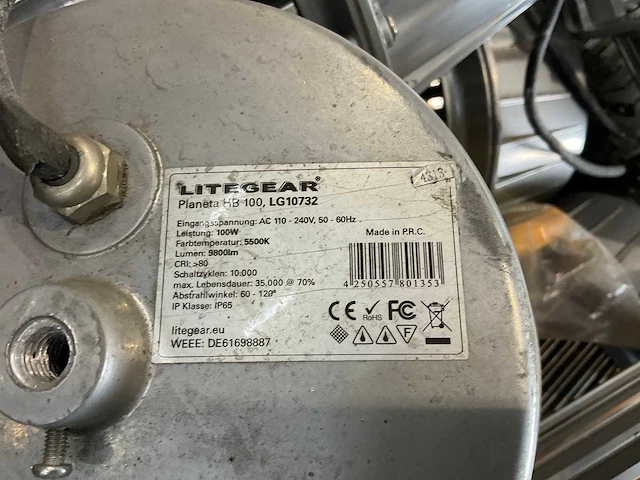 LITEGEAR
Planeta HB 100, LG10732
4313
Eingangsspannung: AC 110 - 240V, 50 - 60Hz
Leistung: 100W
Farbtemperatur: 5500K
Lumen: 9800lm
CRI: >80
Schaltzyklen: 10.000
max. Lebensdauer: 35.000 @ 70%
Abstrahlwinkel: 60 - 120°
IP Klasse: IP65
Made in P.R.C.
4 250557 801353
CE RoHS FC
F
litegear.eu
WEEE: DE61698887